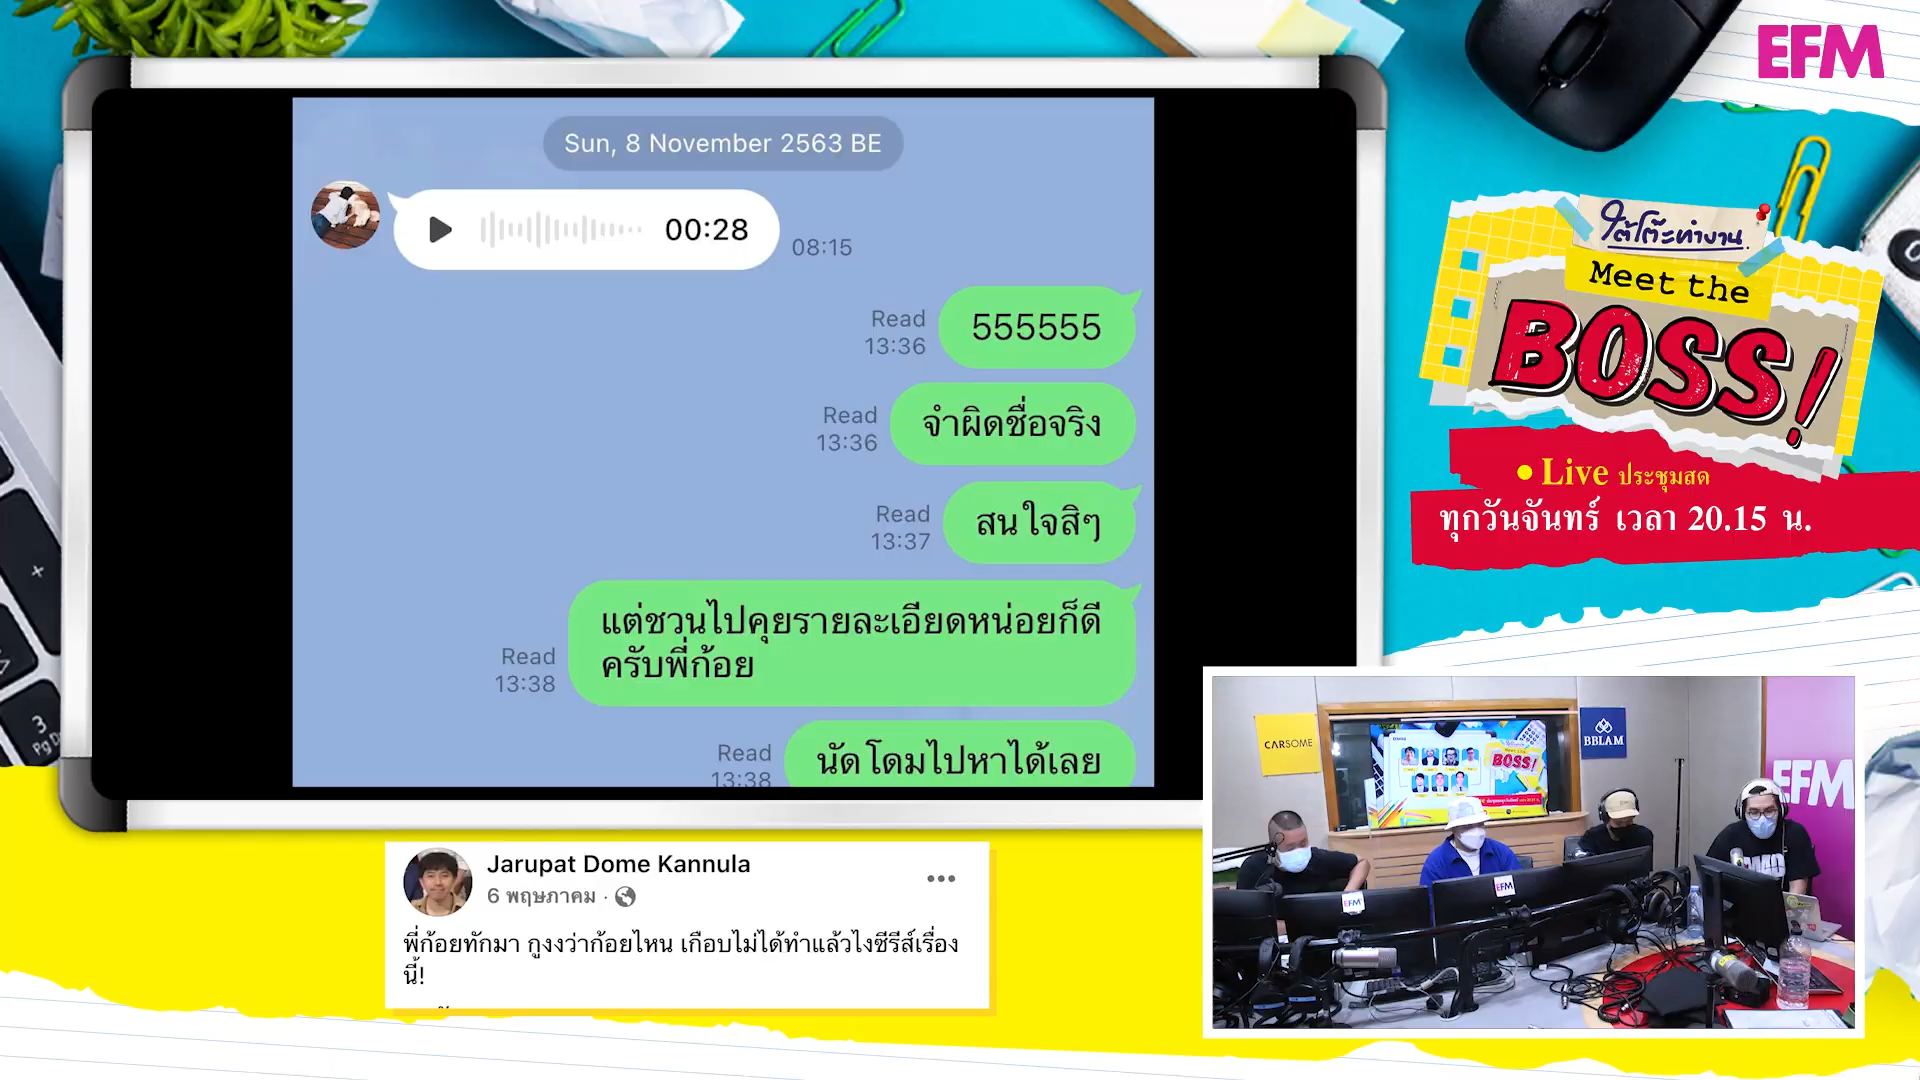 EFM
Sun, 8 November 2563 BE
00:28
08:15
Read
13:36
555555
Read
13:36
จำผิดชื่อจริง
Read
13:37
สนใจสิๆ
แต่ชวนไปคุยรายละเอียดหน่อยก็ดี
ครับพี่ก้อย
Read
13:38
Read
13:38
นัดโดมไปหาได้เลย
ใต้โต๊ะทำงาน
Meet the
BOSS!
Live ประชุมสด
ทุกวันจันทร์ เวลา 20.15 น.
Jarupat Dome Kannula
6 พฤษภาคม ·
พี่ก้อยทักมา กูงงว่าก้อยไหน เกือบไม่ได้ทำแล้วไงซีรีส์เรื่อง
นี้!
CARSOME
BBLAM
BOSS!
EFM
EFM
EFM
3